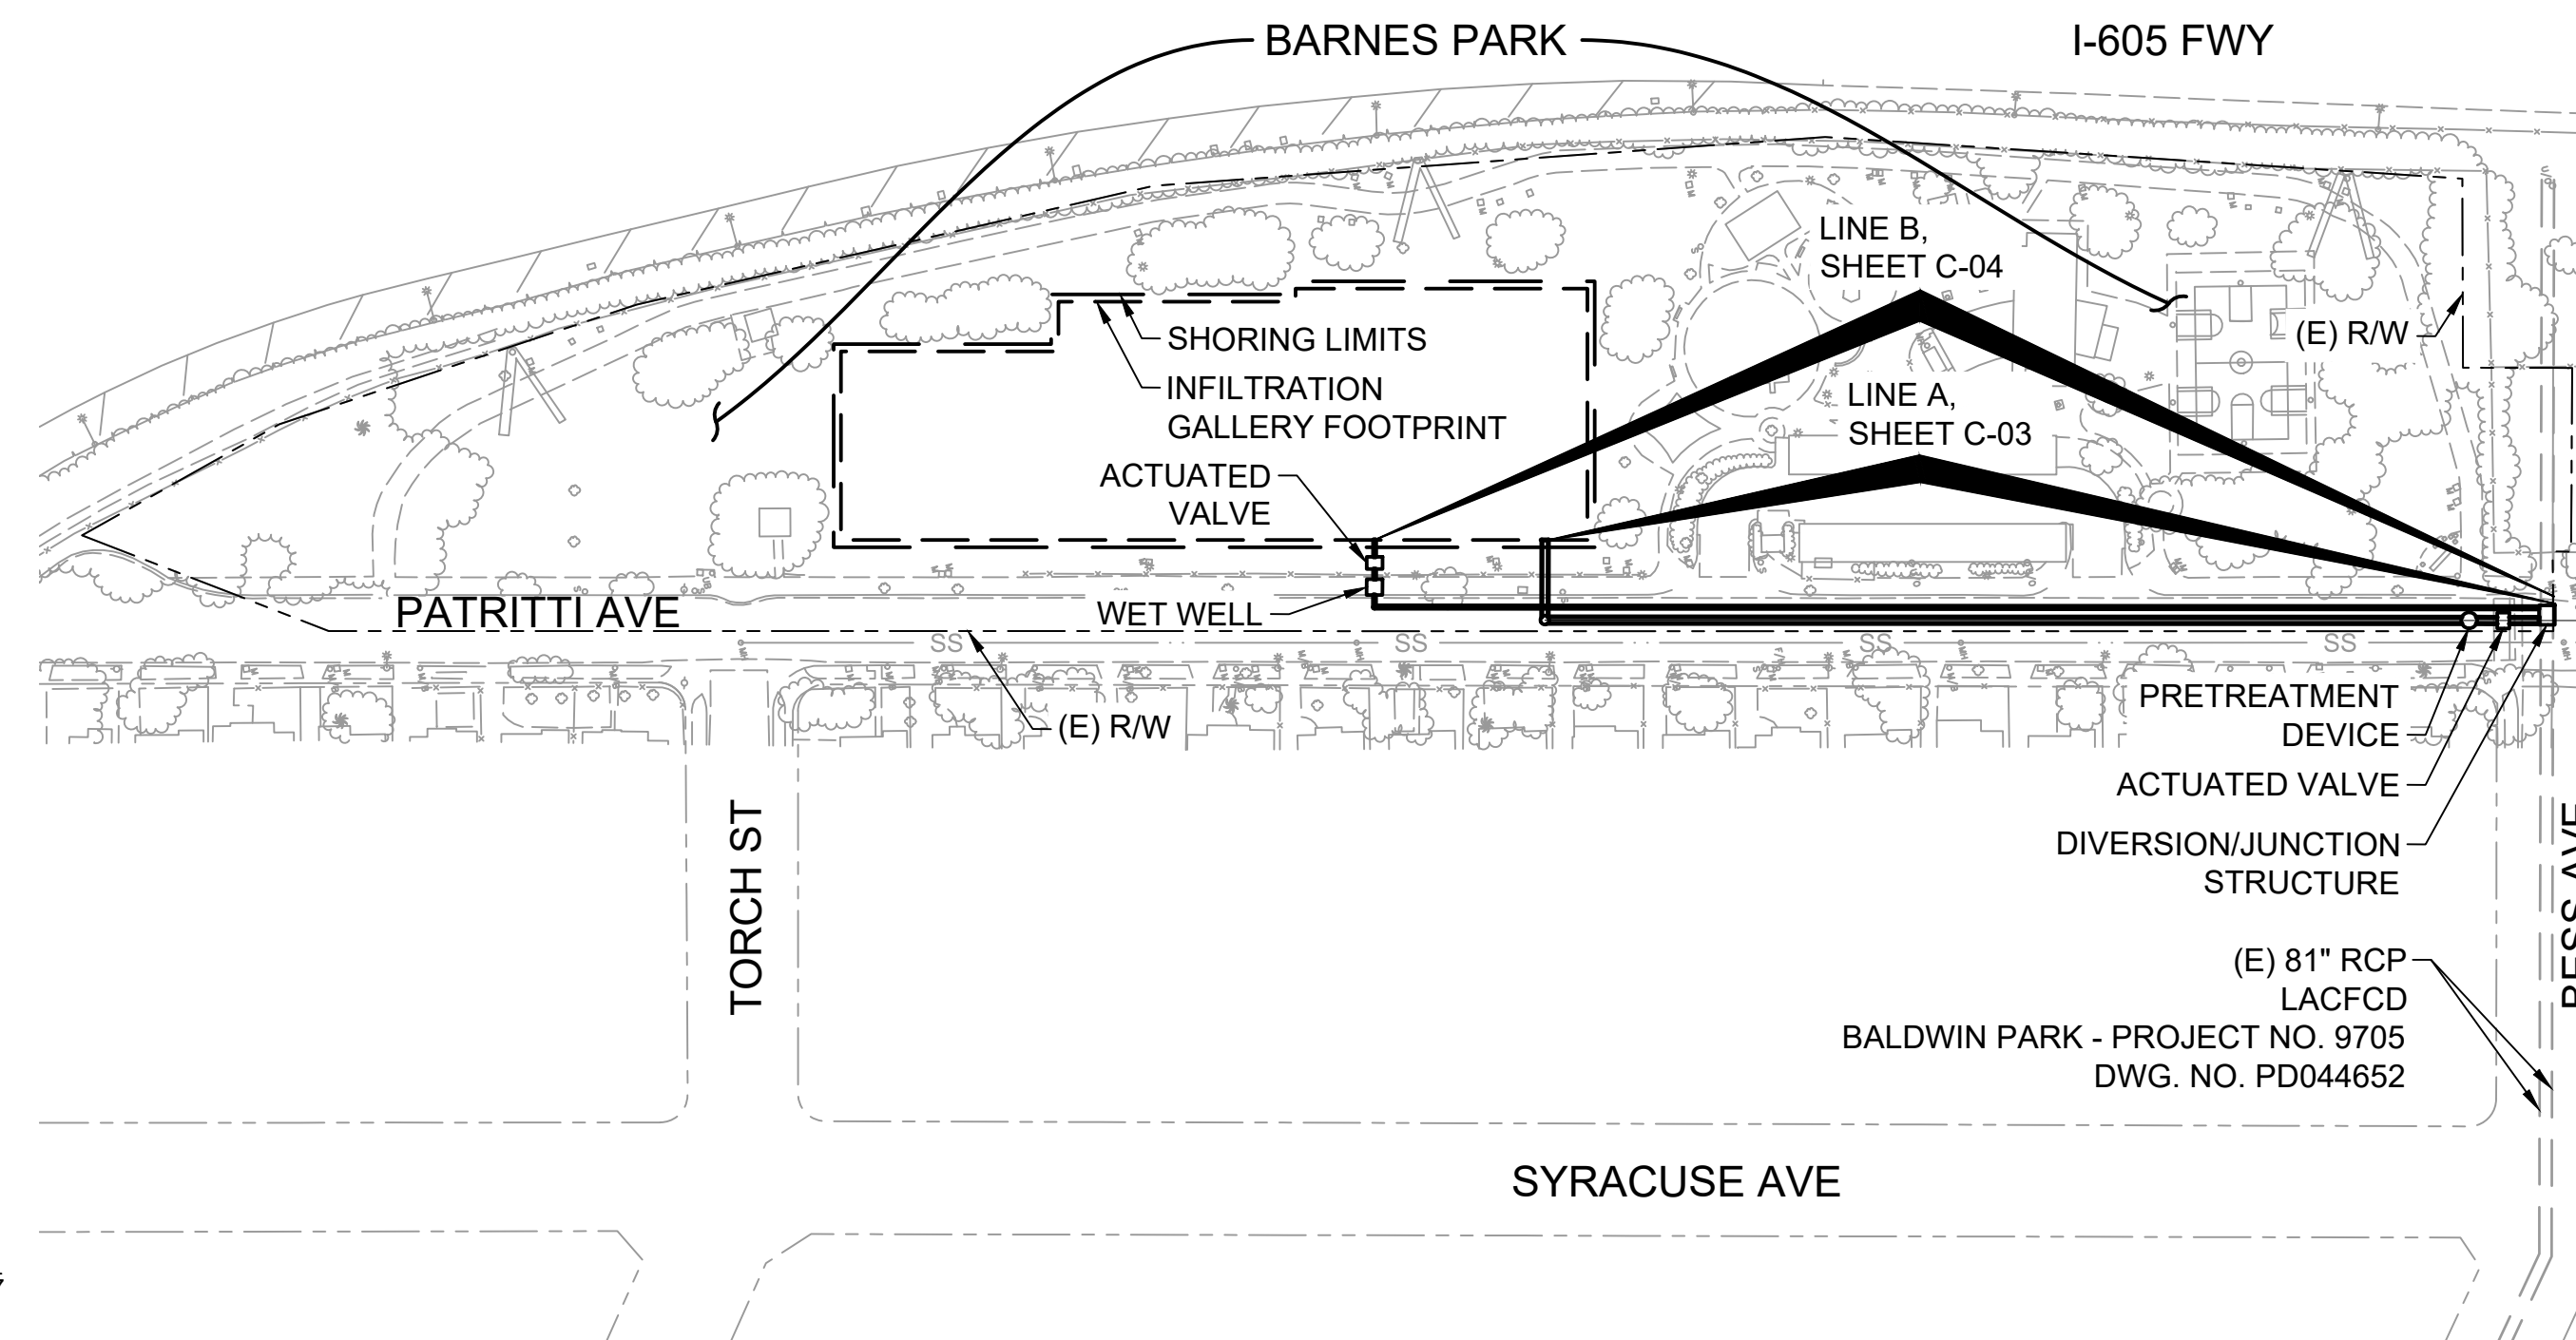 BARNES PARK
I-605 FWY
LINE B,
SHEET C-04
(E) R/W
SHORING LIMITS
INFILTRATION
GALLERY FOOTPRINT
LINE A,
SHEET C-03
ACTUATED
VALVE
WET WELL
PATRITTI AVE
SS
SS
SS
SS
(E) R/W
PRETREATMENT
DEVICE
ACTUATED VALVE
DIVERSION/JUNCTION
STRUCTURE
TORCH ST
BESS AVE
(E) 81" RCP
LACFCD
BALDWIN PARK - PROJECT NO. 9705
DWG. NO. PD044652
SYRACUSE AVE